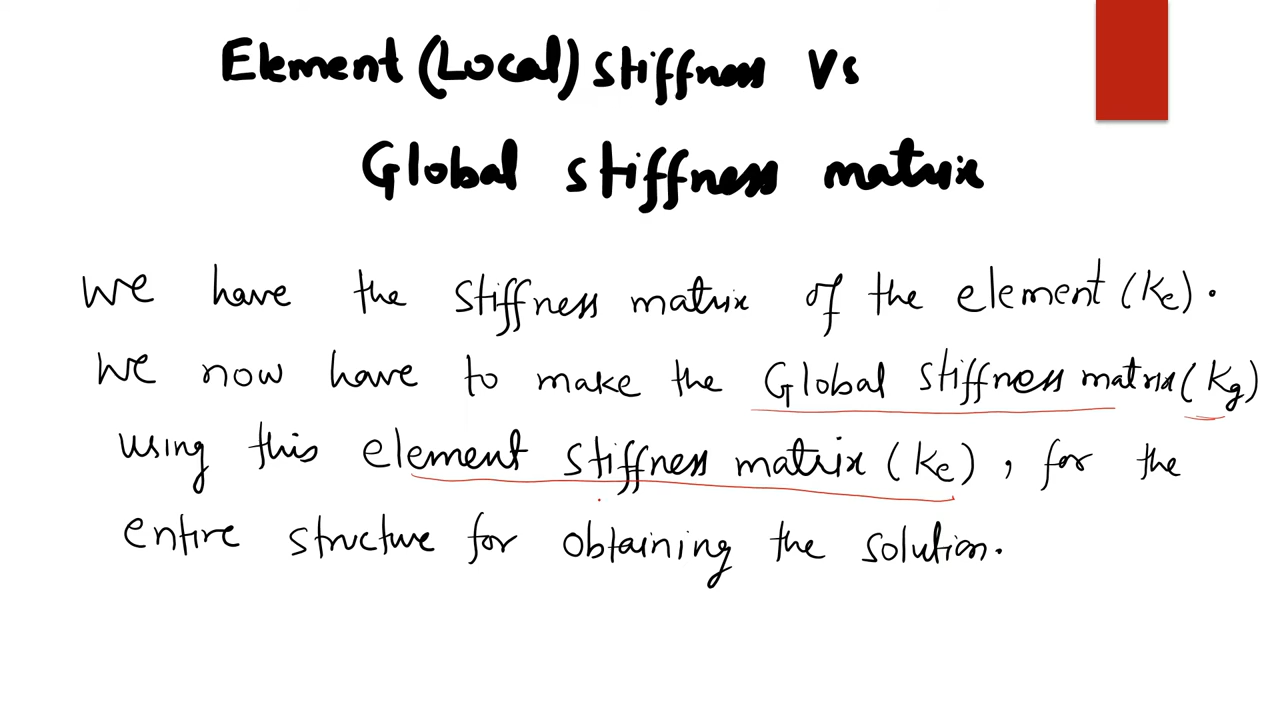 Element (Local) stiffness Vs
Global stiffness matrix
We have the stiffness matrix of the element (Ke).
We now have to make the Global stiffness matrix (Kg)
using this element stiffness matrix (Ke), for the
entire structure for obtaining the solution.